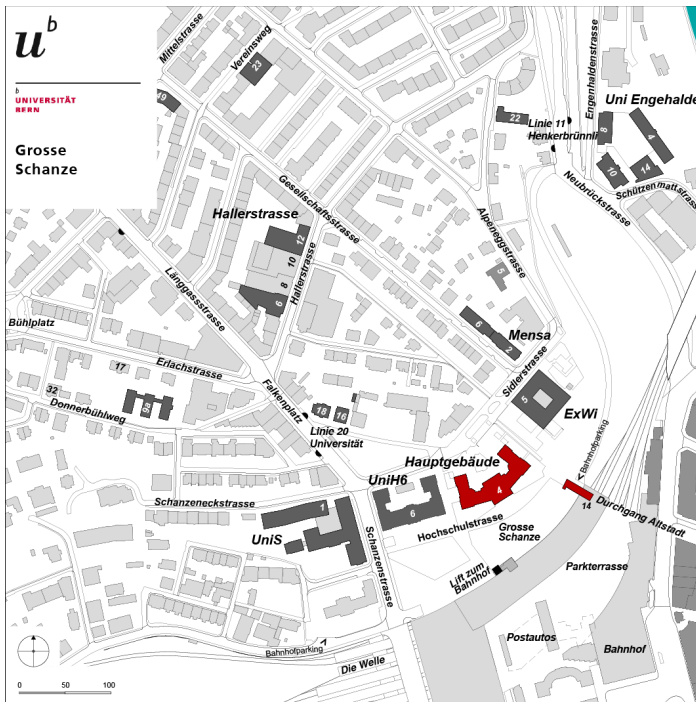 u^b
b
UNIVERSITÄT
BERN
Grosse
Schanze
Mittelstrasse
Vereinsweg
23
49
22
Linie 11
Henkerbrünnli
Engehaldenstrasse
Uni Engehalde
8
4
10
14
Schützenmattstrasse
Neubrückstrasse
Gesellschaftsstrasse
Alpeneggstrasse
Hallerstrasse
12
10
8
6
Hallerstrasse
Länggassstrasse
5
6
2
Mensa
Sidlerstrasse
Bühlplatz
17
Erlachstrasse
32
9a
Donnerbühlweg
Falkenplatz
18
16
Linie 20
Universität
5
ExWi
Hauptgebäude
4
Bahnhofparking
UniH6
6
Schanzeneckstrasse
1
UniS
Schanzenstrasse
Hochschulstrasse
Grosse
Schanze
14
Durchgang Altstadt
Lift zum
Bahnhof
Parkterrasse
Postautos
Bahnhof
Bahnhofparking
Die Welle
0 50 100